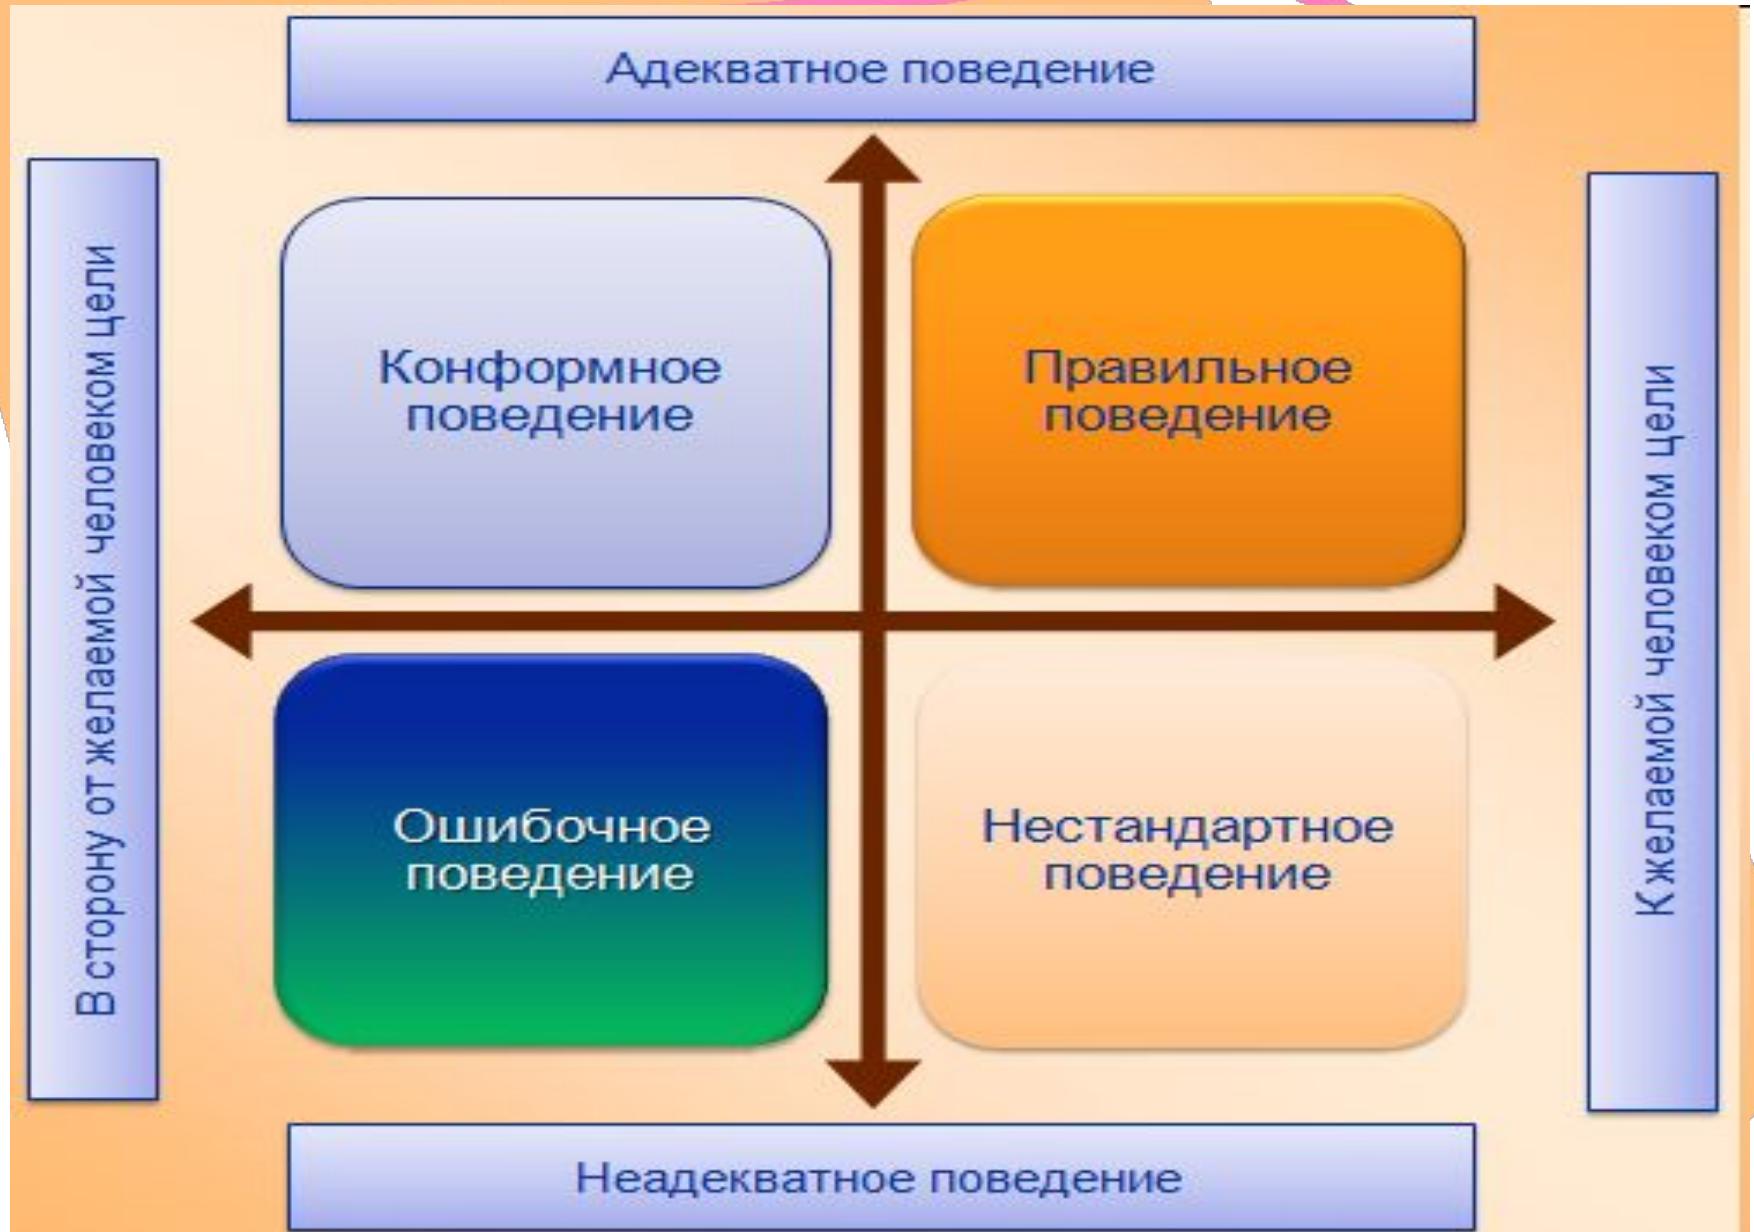 Адекватное поведение
В сторону от желаемой человеком цели
Конформное
поведение
Правильное
поведение
К желаемой человеком цели
Ошибочное
поведение
Нестандартное
поведение
Неадекватное поведение